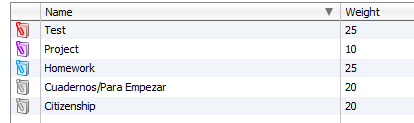 Name Weight
Test 25
Project 10
Homework 25
Cuadernos/Para Empezar 20
Citizenship 20